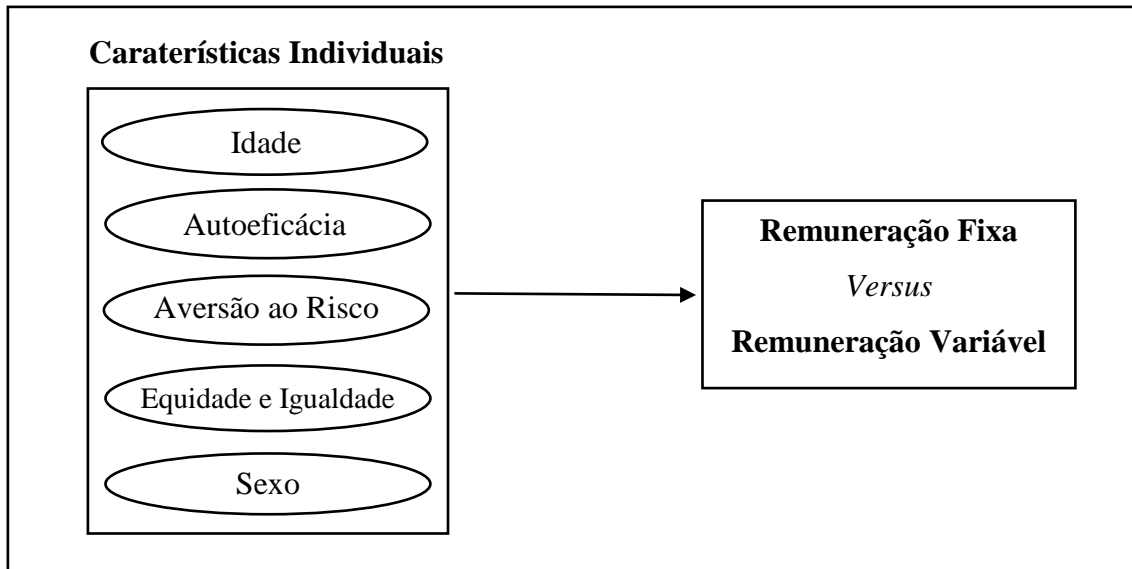 Caraterísticas Individuais
Idade
Autoeficácia
Aversão ao Risco
Equidade e Igualdade
Sexo
Remuneração Fixa
Versus
Remuneração Variável